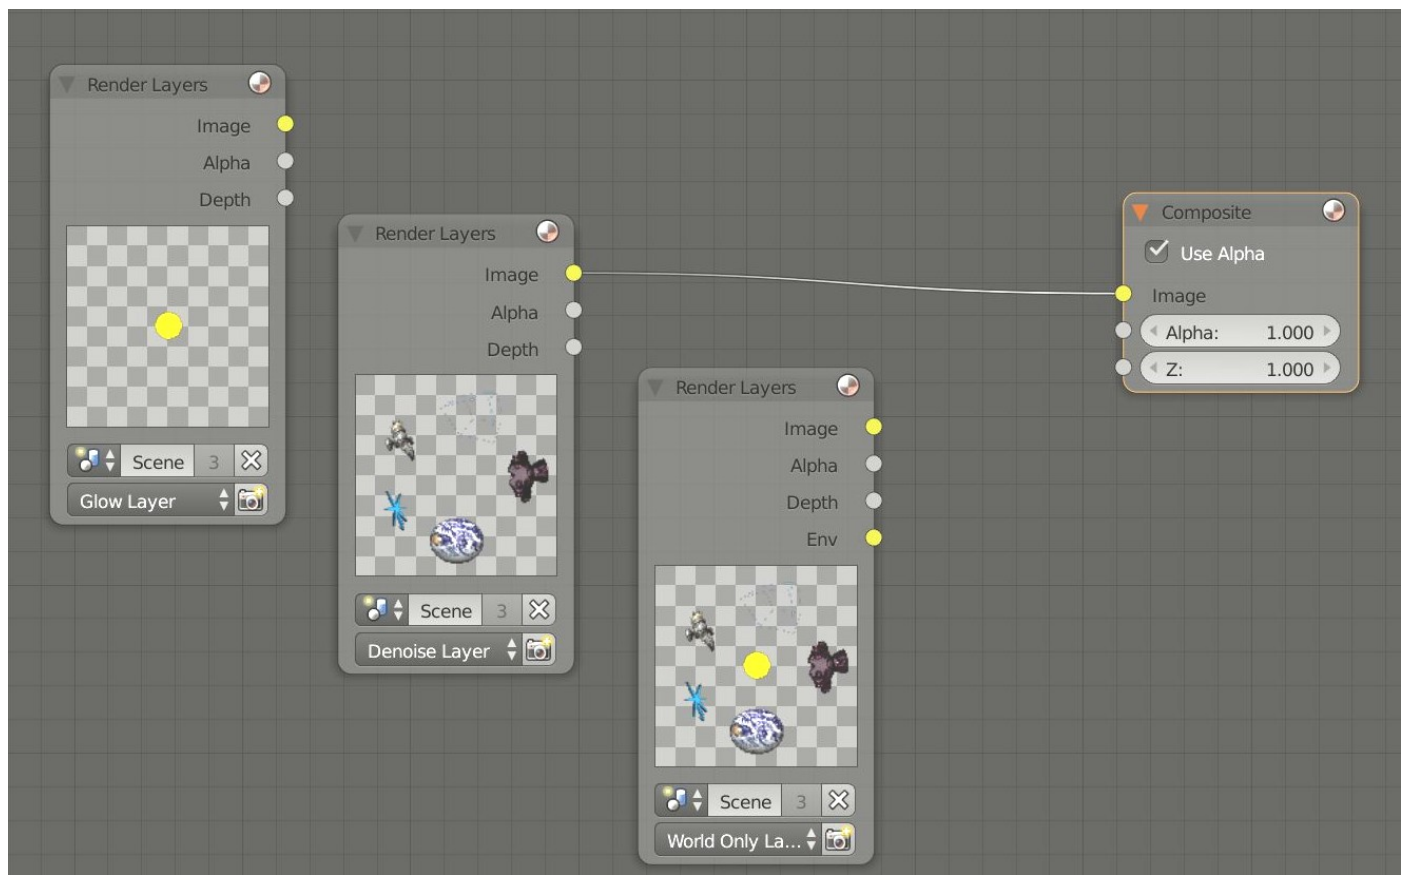 Render Layers
Image
Alpha
Depth
Scene 3
Glow Layer
Render Layers
Image
Alpha
Depth
Scene 3
Denoise Layer
Render Layers
Image
Alpha
Depth
Env
Scene 3
World Only La...
Composite
Use Alpha
Image
Alpha: 1.000
Z: 1.000